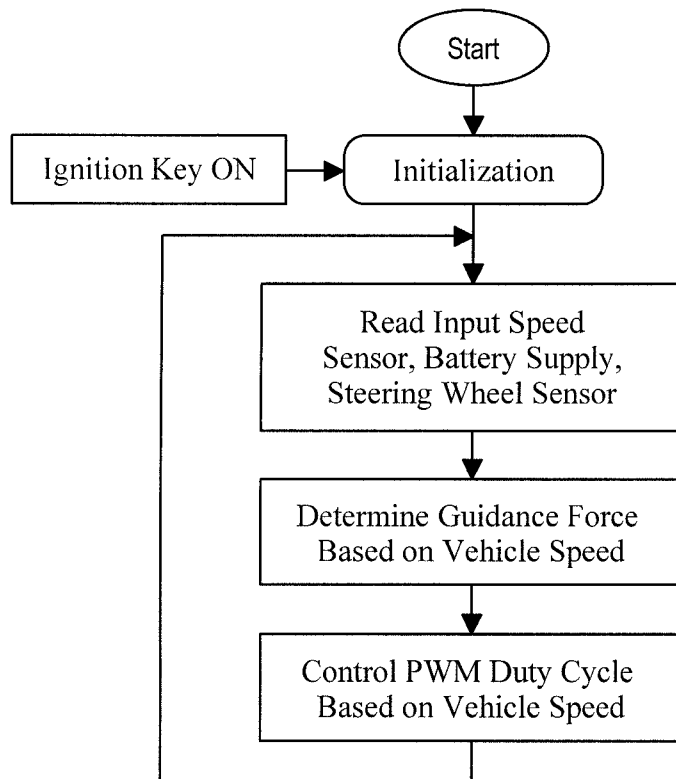 Start
Ignition Key ON
Initialization
Read Input Speed
Sensor, Battery Supply,
Steering Wheel Sensor
Determine Guidance Force
Based on Vehicle Speed
Control PWM Duty Cycle
Based on Vehicle Speed